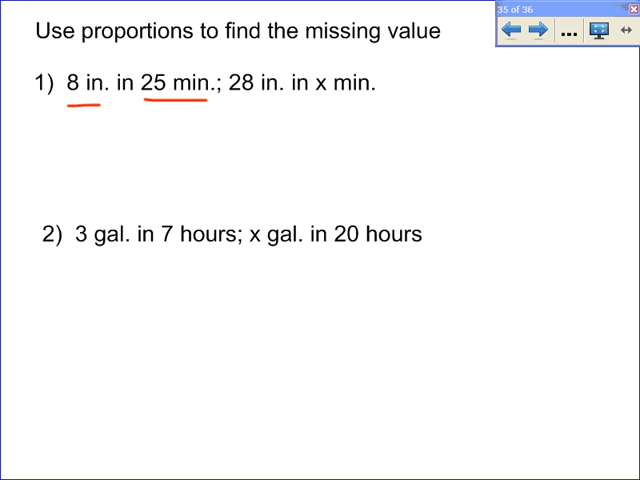 35 of 36
Use proportions to find the missing value
1) 8 in. in 25 min.; 28 in. in x min.
2) 3 gal. in 7 hours; x gal. in 20 hours